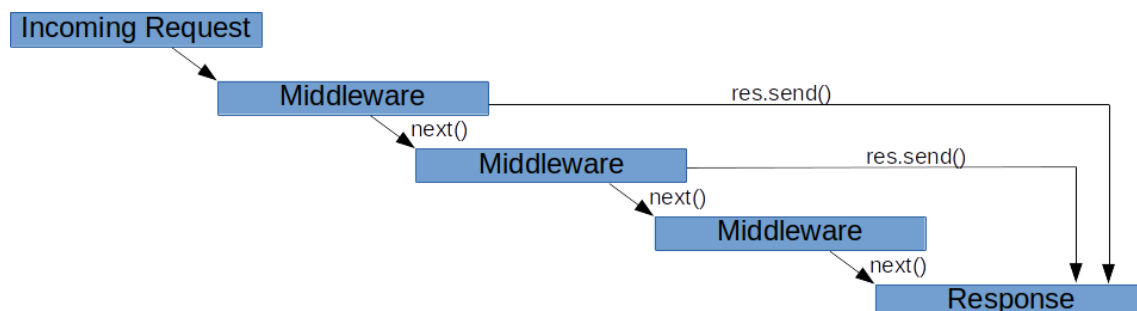 Incoming Request
Middleware
res.send()
next()
Middleware
res.send()
next()
Middleware
next()
Response